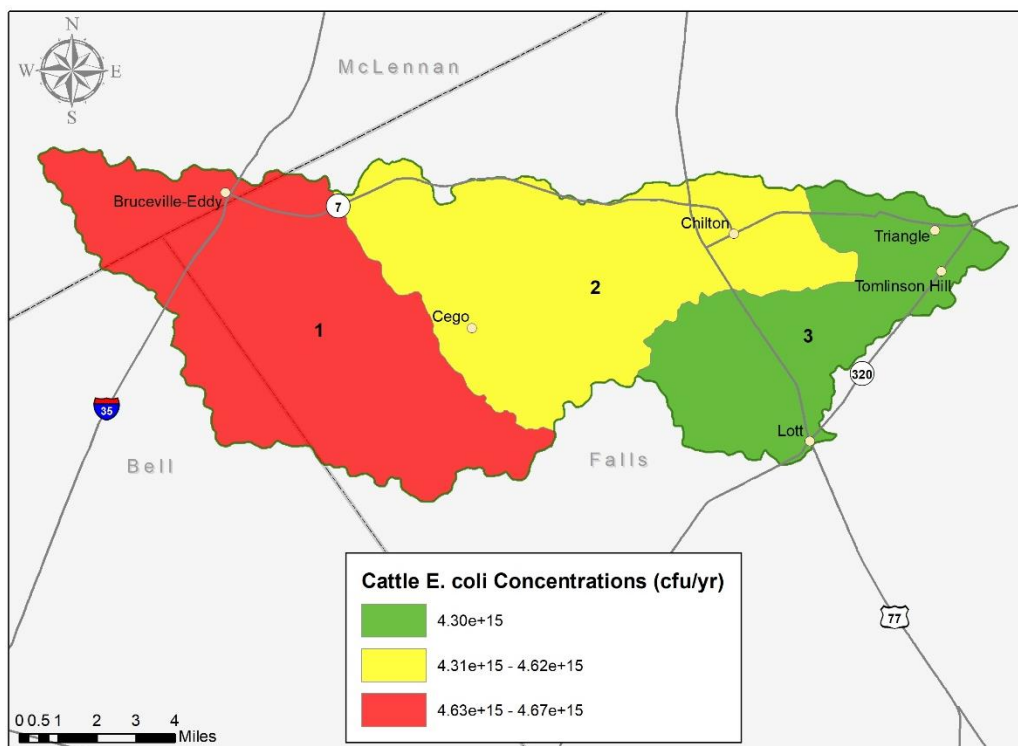 N
W E
S
McLennan
Bruceville-Eddy
7
Chilton
Triangle
Tomlinson Hill
2
Cego
1
3
320
35
Lott
Bell
Falls
Cattle E. coli Concentrations (cfu/yr)
4.30e+15
4.31e+15 - 4.62e+15
4.63e+15 - 4.67e+15
77
0 0.5 1 2 3 4
Miles